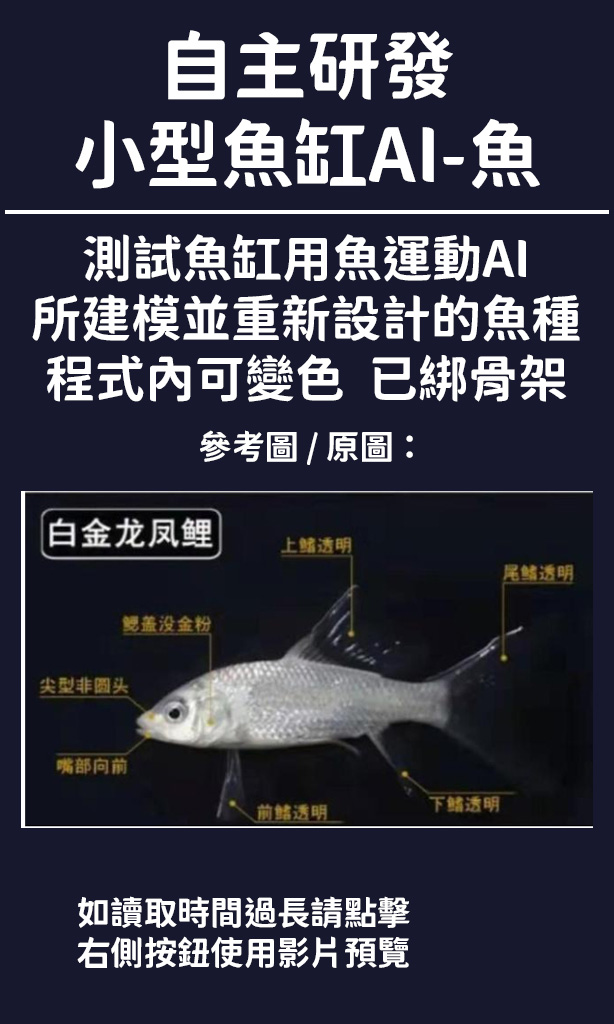 自主研發
小型魚缸AI-魚
測試魚缸用魚運動AI
所建模並重新設計的魚種
程式內可變色 已綁骨架
參考圖 / 原圖：
白金龙凤鲤
上鳍透明
尾鳍透明
鳃盖没金粉
尖型非圆头
嘴部向前
前鳍透明
下鳍透明
如讀取時間過長請點擊
右側按鈕使用影片預覽